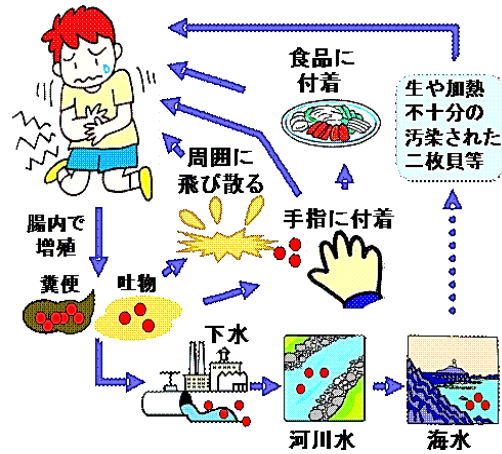 食品に
付着
生や加熱
不十分の
汚染された
二枚貝等
周囲に
飛び散る
手指に付着
腸内で
増殖
糞便
吐物
下水
河川水
海水